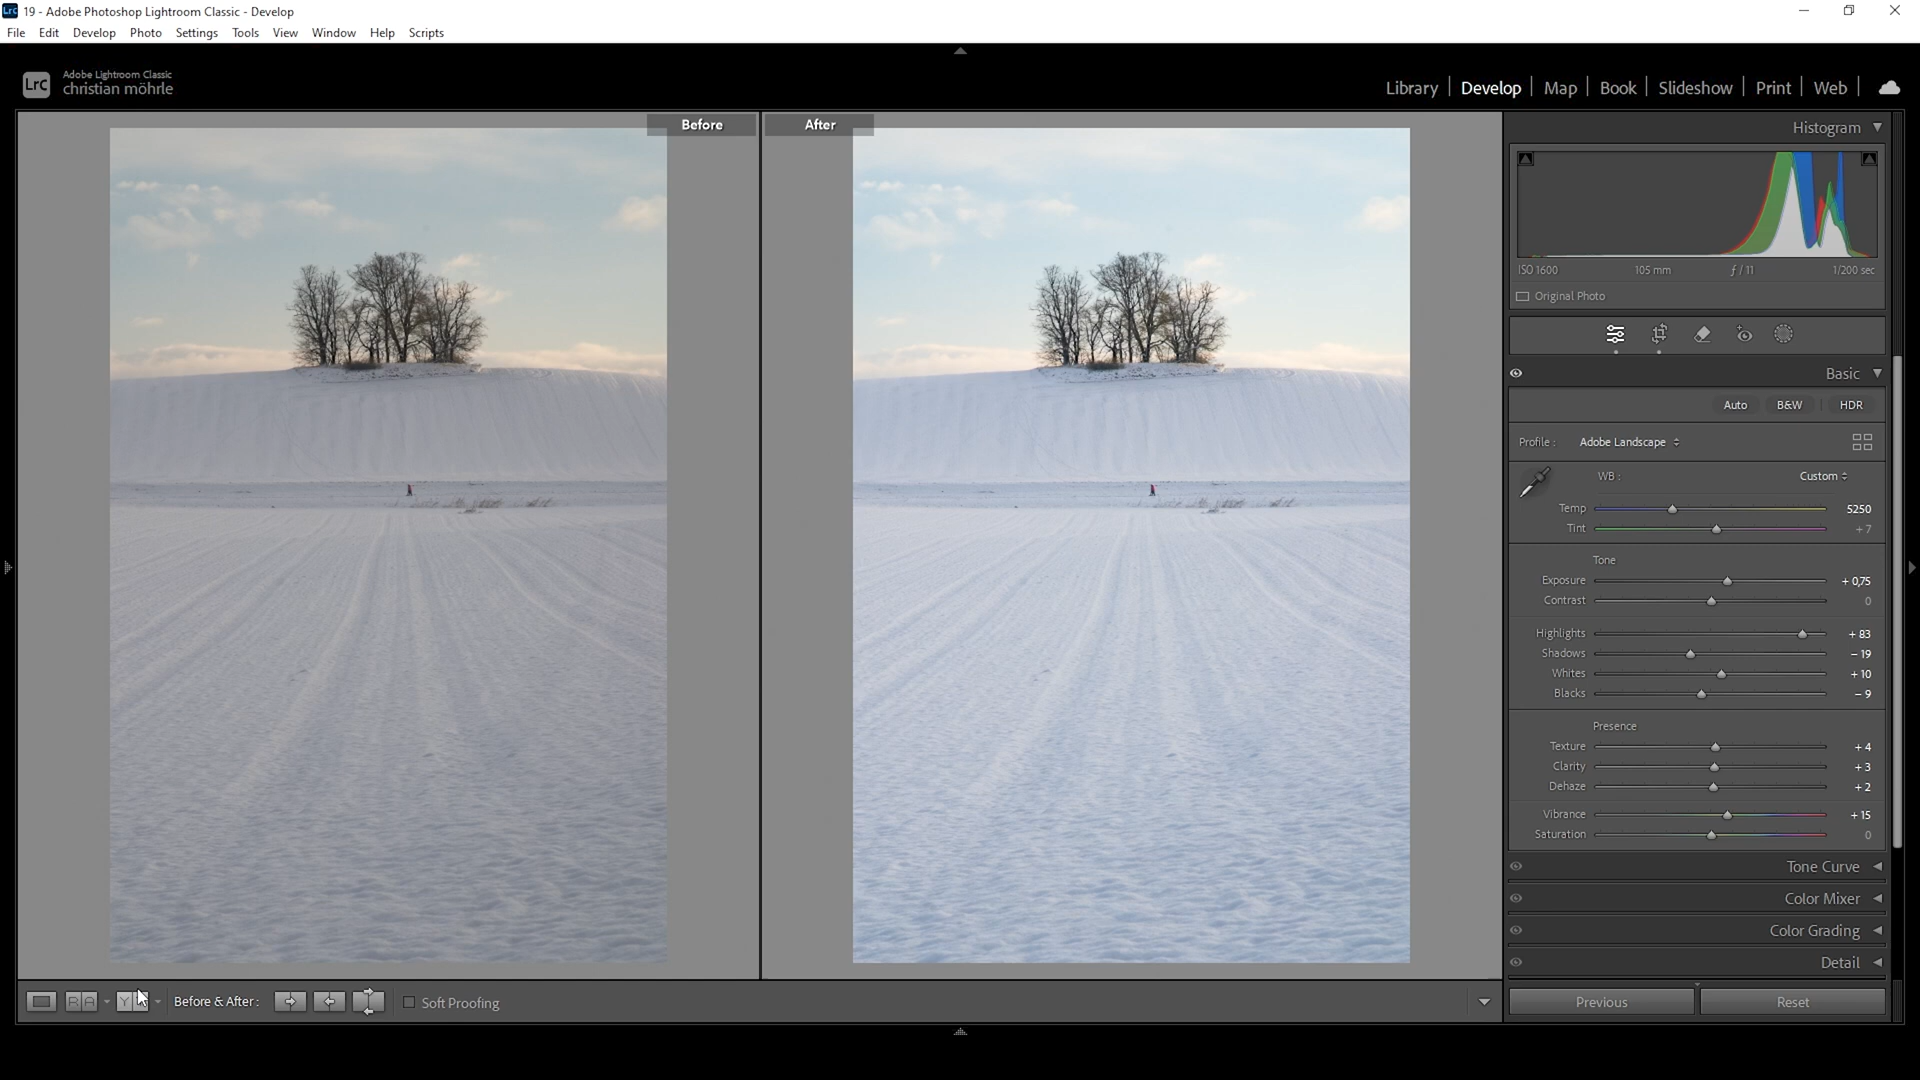 Lrc 19 - Adobe Photoshop Lightroom Classic - Develop
File Edit Develop Photo Settings Tools View Window Help Scripts
Lrc Adobe Lightroom Classic
christian möhrle
Library | Develop | Map | Book | Slideshow | Print | Web |
Before After
Histogram
ISO 1600 105 mm ƒ / 11 1/200 sec
Original Photo
Basic
Auto B&W HDR
Profile : Adobe Landscape
WB : Custom
Temp 5250
Tint + 7
Tone
Exposure + 0,75
Contrast 0
Highlights + 83
Shadows – 19
Whites + 10
Blacks – 9
Presence
Texture + 4
Clarity + 3
Dehaze + 2
Vibrance + 15
Saturation 0
Tone Curve
Color Mixer
Color Grading
Detail
R A Y Before & After : Soft Proofing
Previous Reset